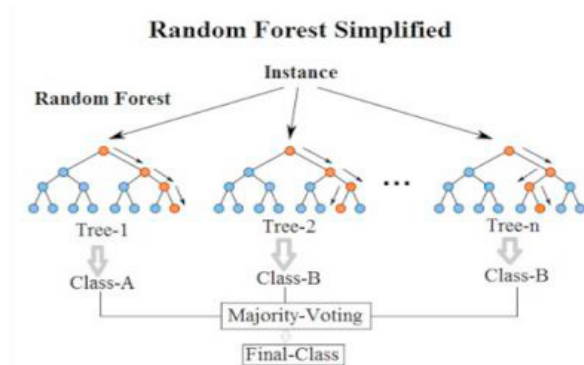 Random Forest Simplified
Instance
Random Forest
...
Tree-1 Tree-2 Tree-n
Class-A Class-B Class-B
Majority-Voting
Final-Class